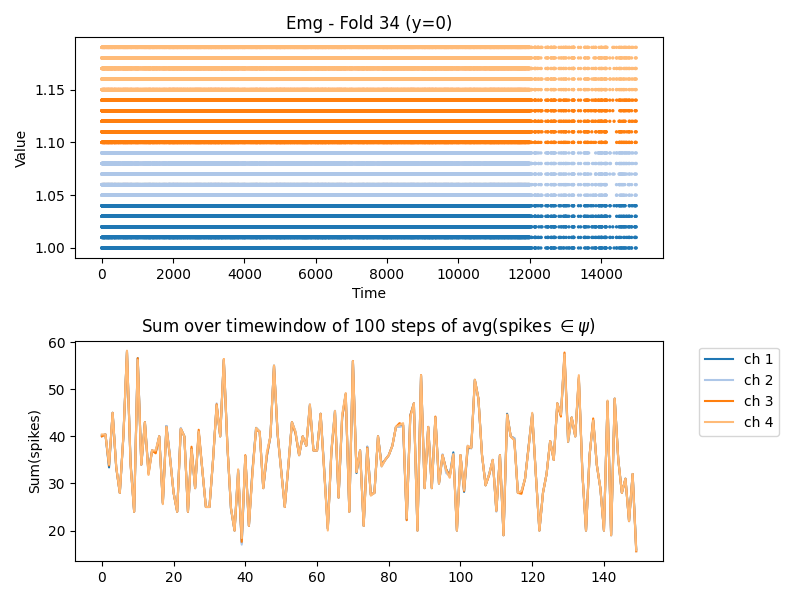 Emg - Fold 34 (y=0)
Value
1.15
1.10
1.05
1.00
0 2000 4000 6000 8000 10000 12000 14000
Time
Sum over timewindow of 100 steps of avg(spikes ∈ψ)
Sum(spikes)
60
50
40
30
20
0 20 40 60 80 100 120 140
ch 1
ch 2
ch 3
ch 4